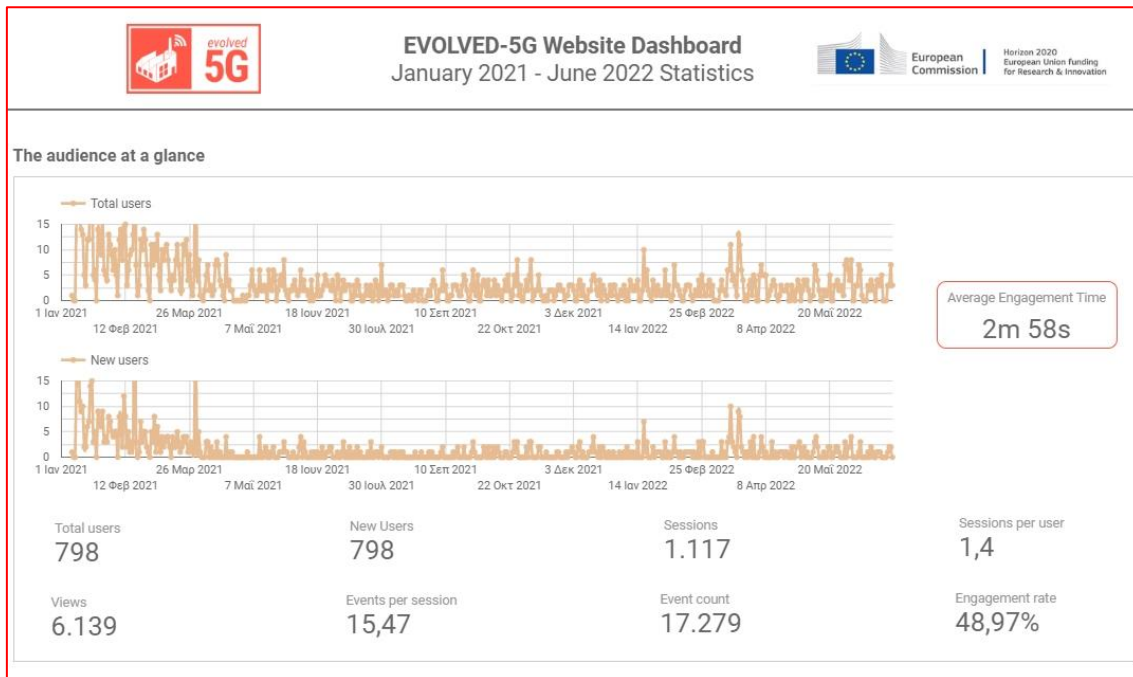 evolved
5G
EVOLVED-5G Website Dashboard
January 2021 - June 2022 Statistics
European
Commission
Horizon 2020
European Union funding
for Research & Innovation
The audience at a glance
Total users
15
10
5
0
1 Ιαν 2021
12 Φεβ 2021
26 Μαρ 2021
7 Μαΐ 2021
18 Ιουν 2021
30 Ιουλ 2021
10 Σεπ 2021
22 Οκτ 2021
3 Δεκ 2021
14 Ιαν 2022
25 Φεβ 2022
8 Απρ 2022
20 Μαΐ 2022
Average Engagement Time
2m 58s
New users
15
10
5
0
1 Ιαν 2021
12 Φεβ 2021
26 Μαρ 2021
7 Μαΐ 2021
18 Ιουν 2021
30 Ιουλ 2021
10 Σεπ 2021
22 Οκτ 2021
3 Δεκ 2021
14 Ιαν 2022
25 Φεβ 2022
8 Απρ 2022
20 Μαΐ 2022
Total users
798
New Users
798
Sessions
1.117
Sessions per user
1,4
Views
6.139
Events per session
15,47
Event count
17.279
Engagement rate
48,97%